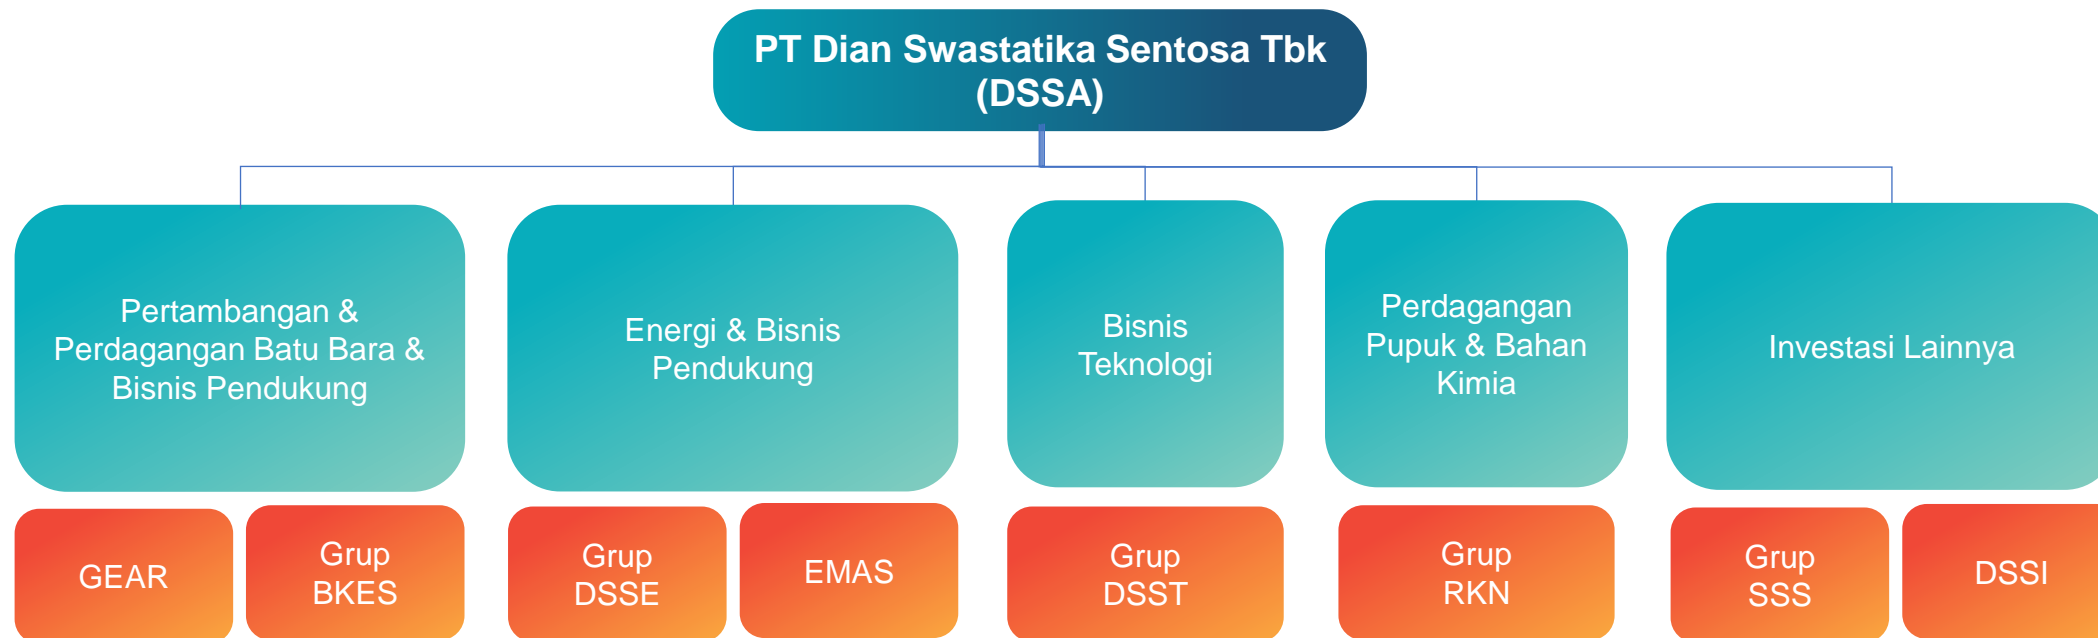 PT Dian Swastatika Sentosa Tbk
(DSSA)
Pertambangan &
Perdagangan Batu Bara &
Bisnis Pendukung
Energi & Bisnis
Pendukung
Bisnis
Teknologi
Perdagangan
Pupuk & Bahan
Kimia
Investasi Lainnya
GEAR
Grup
BKES
Grup
DSSE
EMAS
Grup
DSST
Grup
RKN
Grup
SSS
DSSI